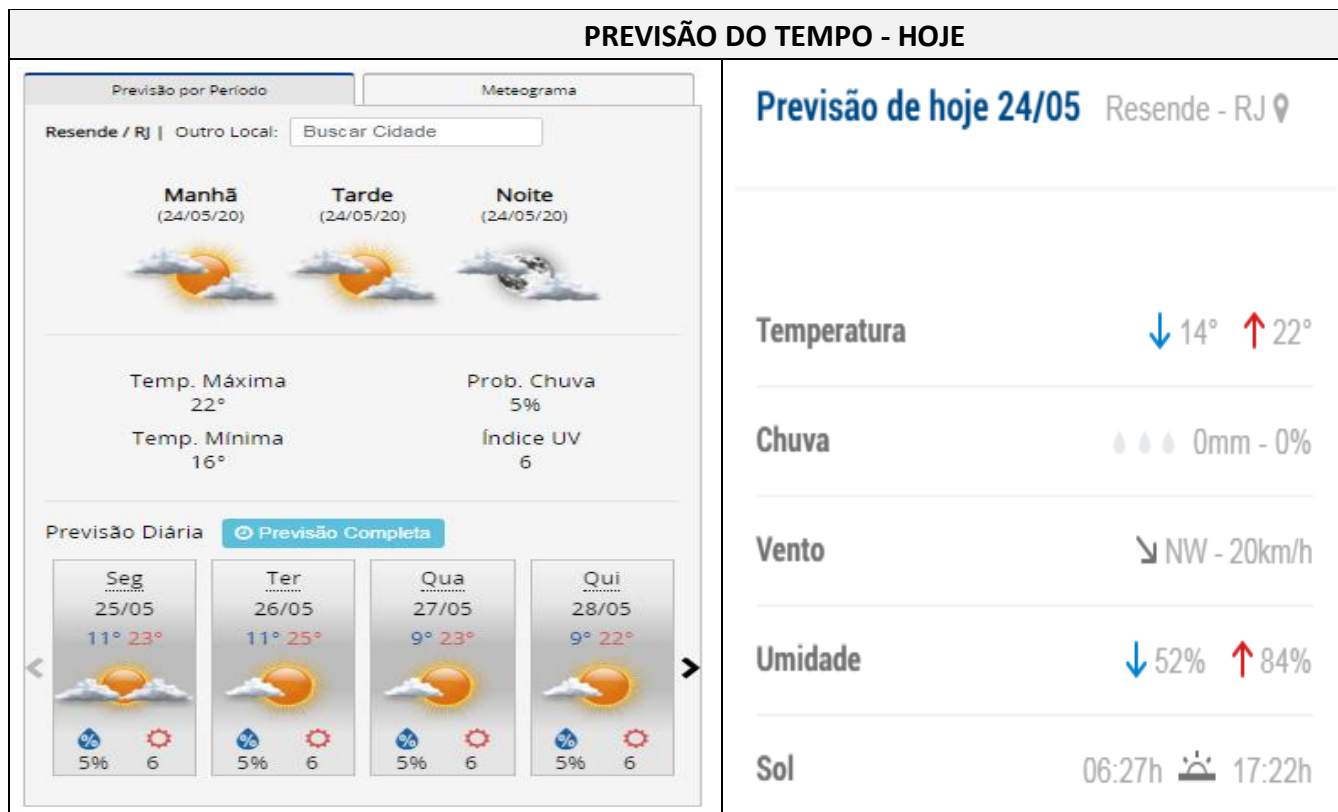 PREVISÃO DO TEMPO - HOJE
Previsão por Período
Meteograma
Resende / RJ | Outro Local: Buscar Cidade
Manhã Tarde Noite
(24/05/20) (24/05/20) (24/05/20)
Temp. Máxima Prob. Chuva
22° 5%
Temp. Mínima Índice UV
16° 6
Previsão Diária Previsão Completa
Seg Ter Qua Qui
25/05 26/05 27/05 28/05
11° 23° 11° 25° 9° 23° 9° 22°
% % % %
5% 6 5% 6 5% 6 5% 6
Previsão de hoje 24/05 Resende - RJ
Temperatura 14° 22°
Chuva 0mm - 0%
Vento NW - 20km/h
Umidade 52% 84%
Sol 06:27h 17:22h